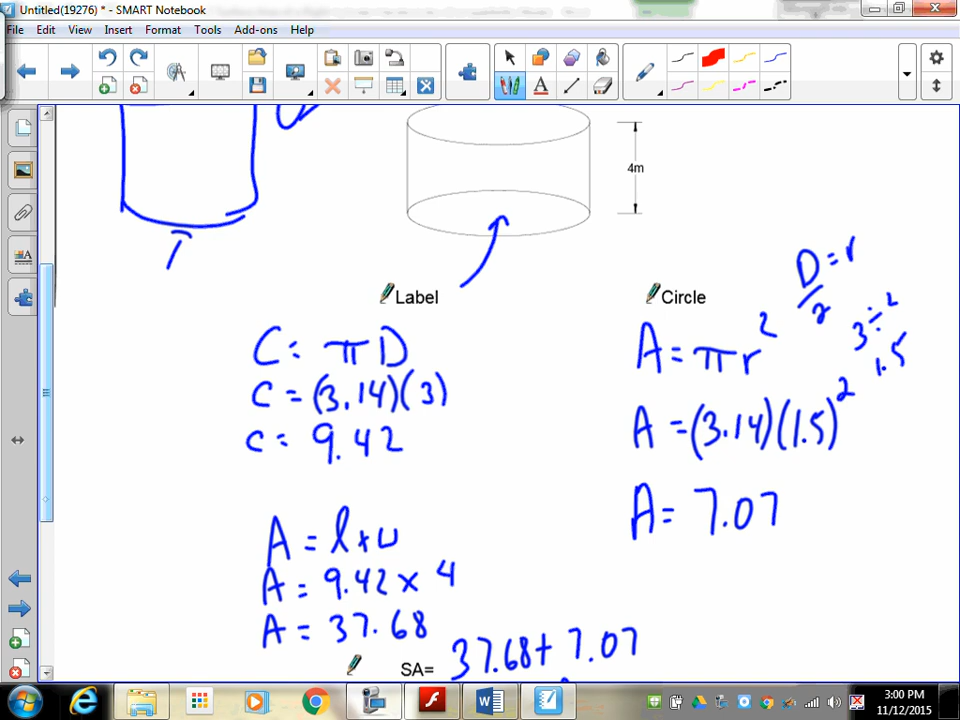 Untitled(19276) * - SMART Notebook
File Edit View Insert Format Tools Add-ons Help
4m
Label
C = πD
C = (3.14)(3)
C = 9.42
A = l × w
A = 9.42 × 4
A = 37.68
Circle
D/2 = r
3 ÷ 2
1.5
A = πr²
A = (3.14)(1.5)²
A = 7.07
SA= 37.68 + 7.07
3:00 PM
11/12/2015